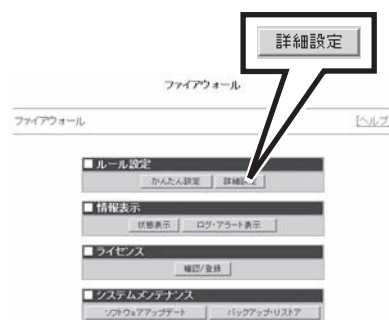 詳細設定
ファイアウォール
ファイアウォール [ヘルプ
■ ルール設定
かんたん設定 詳細設定
■ 情報表示
状態表示 ログ・アラート表示
■ ライセンス
確認/登録
■ システムメンテナンス
ソフトウェアアップデート バックアップ・リストア